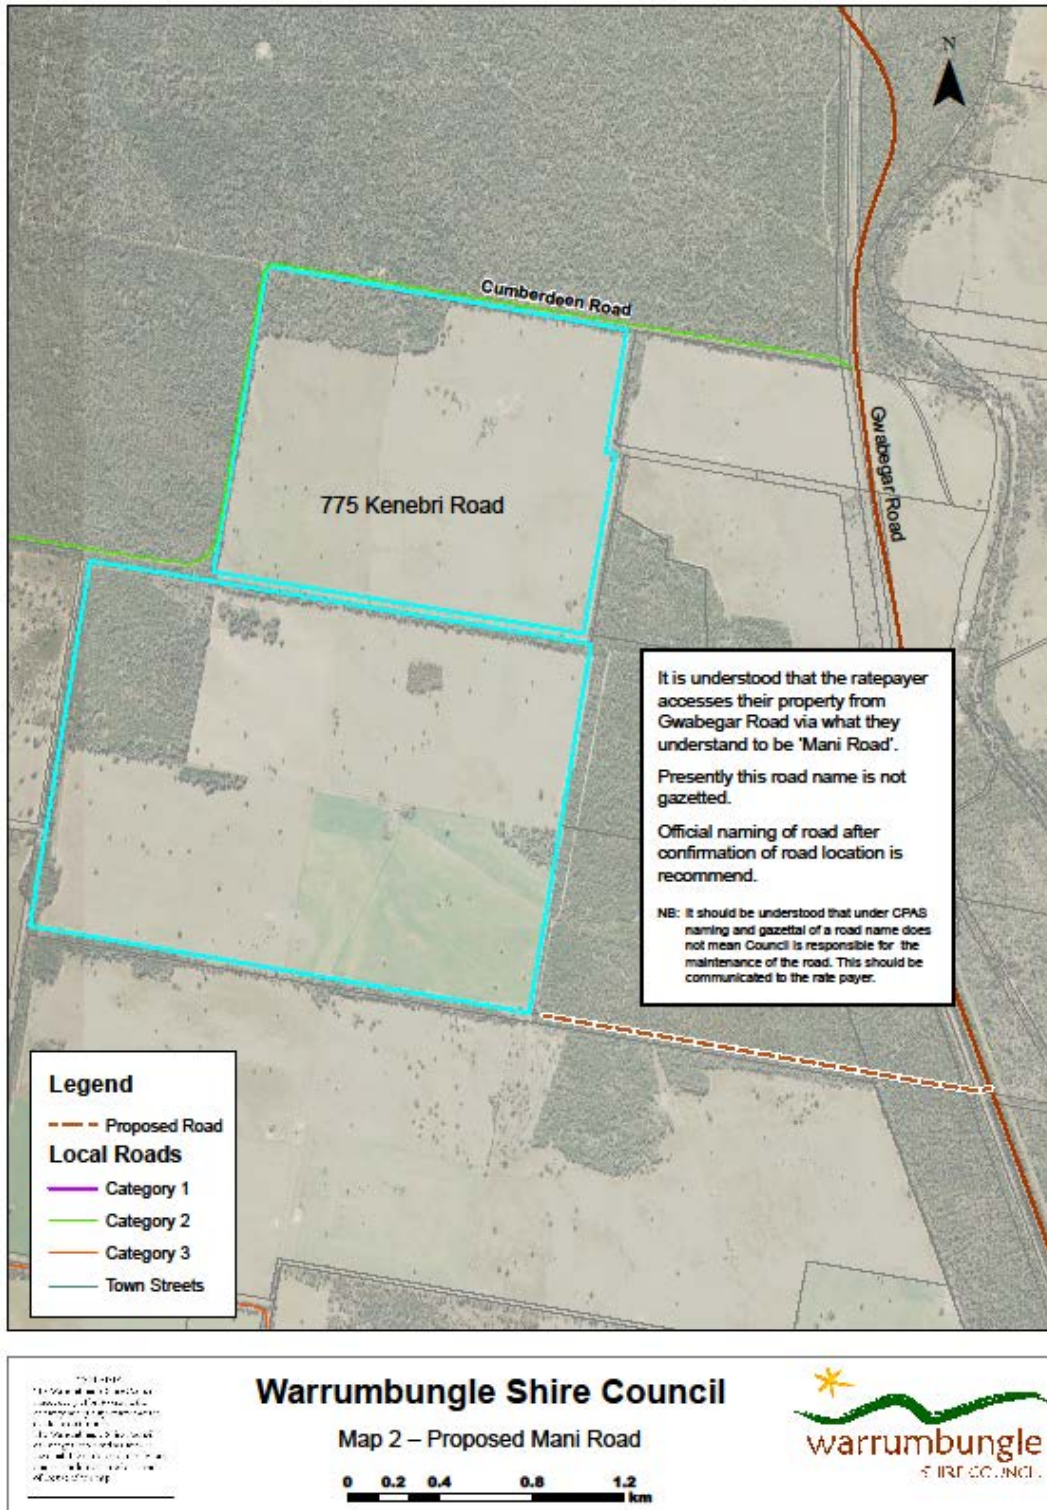 N
Cumberdeen Road
Gwabegar Road
775 Kenebri Road
It is understood that the ratepayer
accesses their property from
Gwabegar Road via what they
understand to be 'Mani Road'.
Presently this road name is not
gazetted.
Official naming of road after
confirmation of road location is
recommend.
NB: It should be understood that under CPAS
naming and gazettal of a road name does
not mean Council is responsible for the
maintenance of the road. This should be
communicated to the rate payer.
Legend
Proposed Road
Local Roads
Category 1
Category 2
Category 3
Town Streets
Warrumbungle Shire Council
Map 2 – Proposed Mani Road
0 0.2 0.4 0.8 1.2
km
warrumbungle
SHIRE COUNCIL